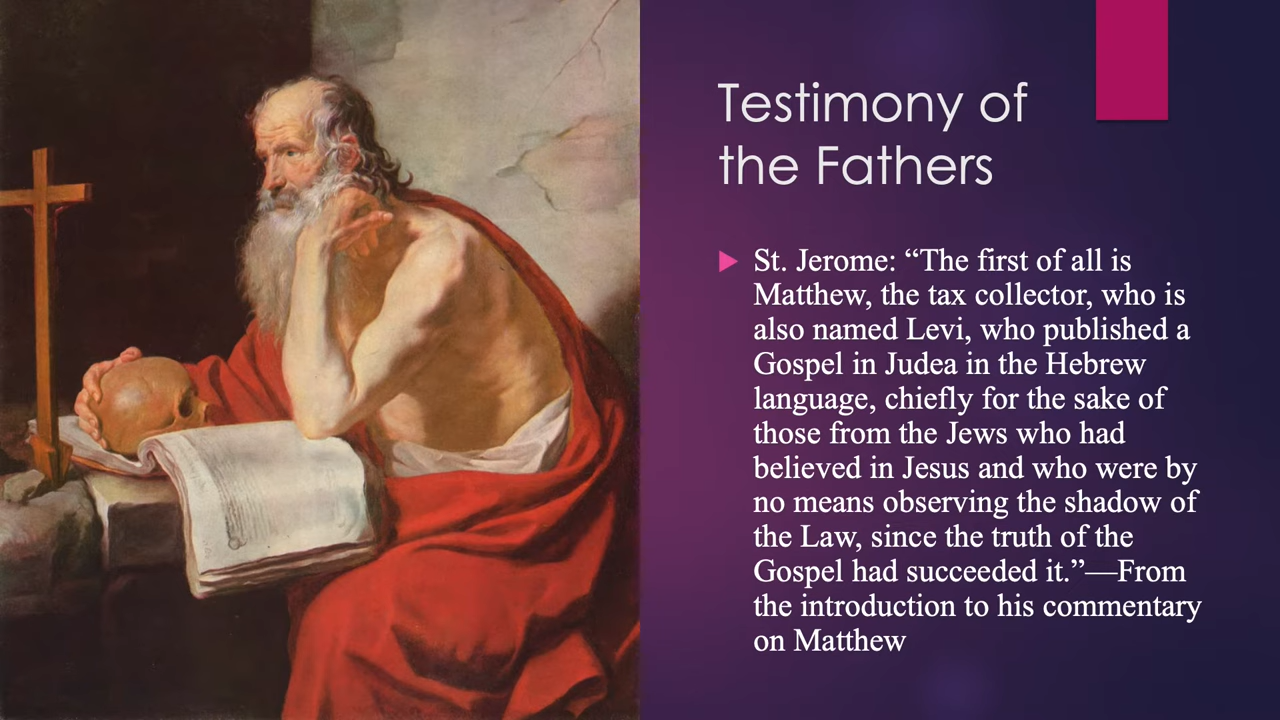 Testimony of
the Fathers
St. Jerome: “The first of all is
Matthew, the tax collector, who is
also named Levi, who published a
Gospel in Judea in the Hebrew
language, chiefly for the sake of
those from the Jews who had
believed in Jesus and who were by
no means observing the shadow of
the Law, since the truth of the
Gospel had succeeded it.”—From
the introduction to his commentary
on Matthew